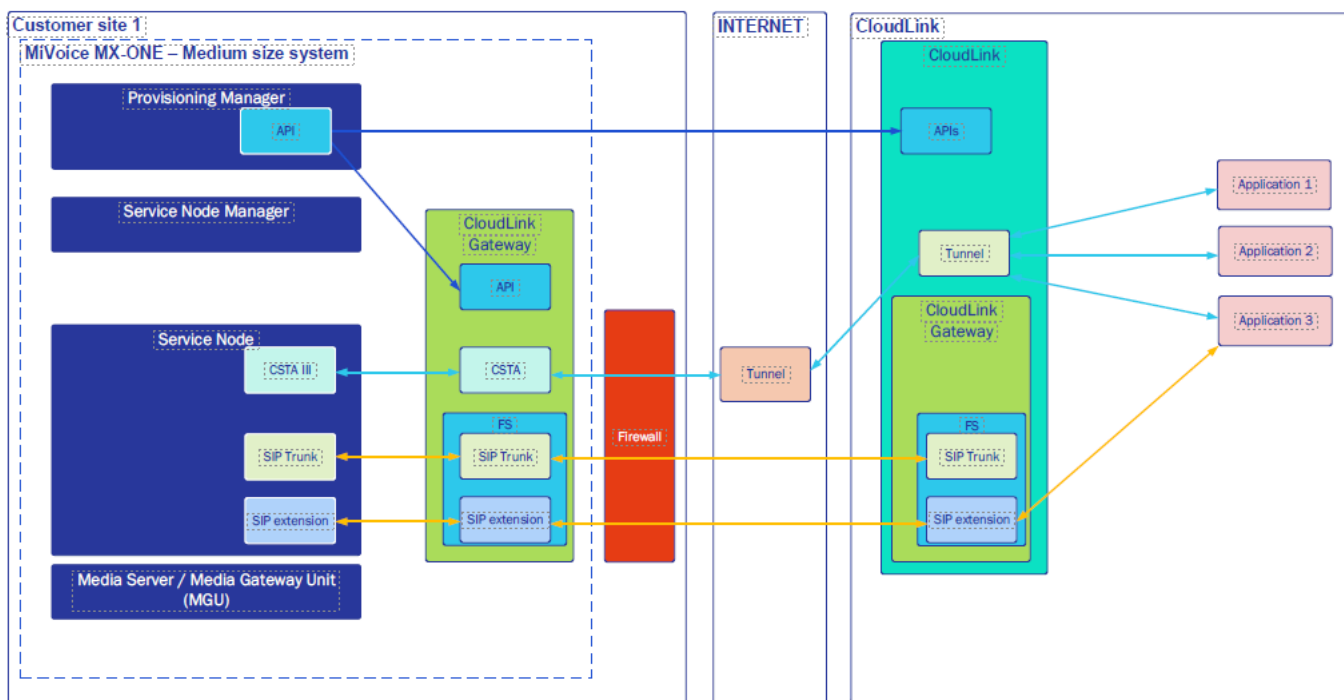 Customer site 1
MiVoice MX-ONE – Medium size system
Provisioning Manager
API
Service Node Manager
CloudLink
Gateway
API
Service Node
CSTA III
CSTA
FS
SIP Trunk
SIP Trunk
SIP extension
SIP extension
Media Server / Media Gateway Unit
(MGU)
Firewall
INTERNET
Tunnel
CloudLink
CloudLink
APIs
Tunnel
CloudLink
Gateway
FS
SIP Trunk
SIP extension
Application 1
Application 2
Application 3